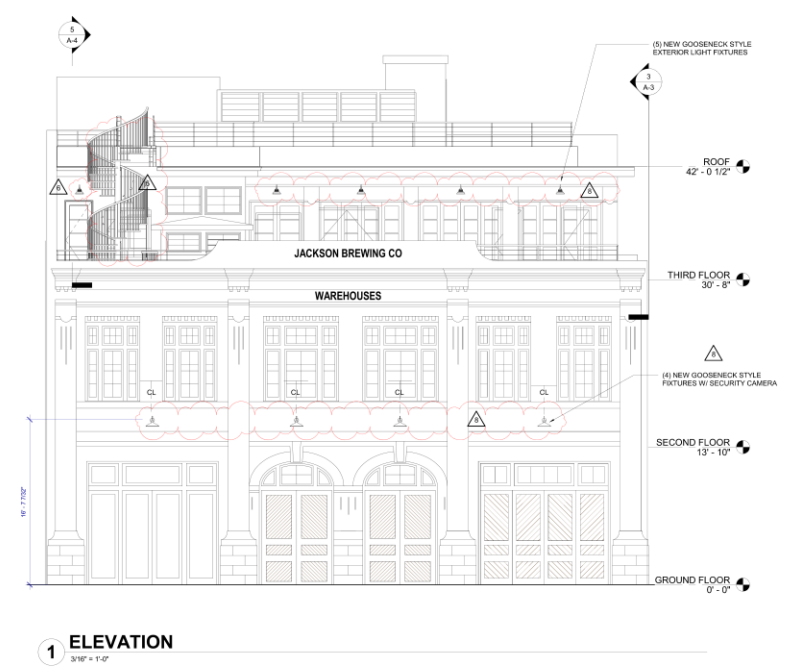 5
A-4
(5) NEW GOOSENECK STYLE
EXTERIOR LIGHT FIXTURES
3
A-3
ROOF
42' - 0 1/2"
6
8
JACKSON BREWING CO
THIRD FLOOR
30' - 8"
WAREHOUSES
8
(4) NEW GOOSENECK STYLE
FIXTURES W/ SECURITY CAMERA
CL
CL
CL
CL
8
SECOND FLOOR
13' - 10"
16' - 7 7/32"
GROUND FLOOR
0' - 0"
1
ELEVATION
3/16" = 1'-0"